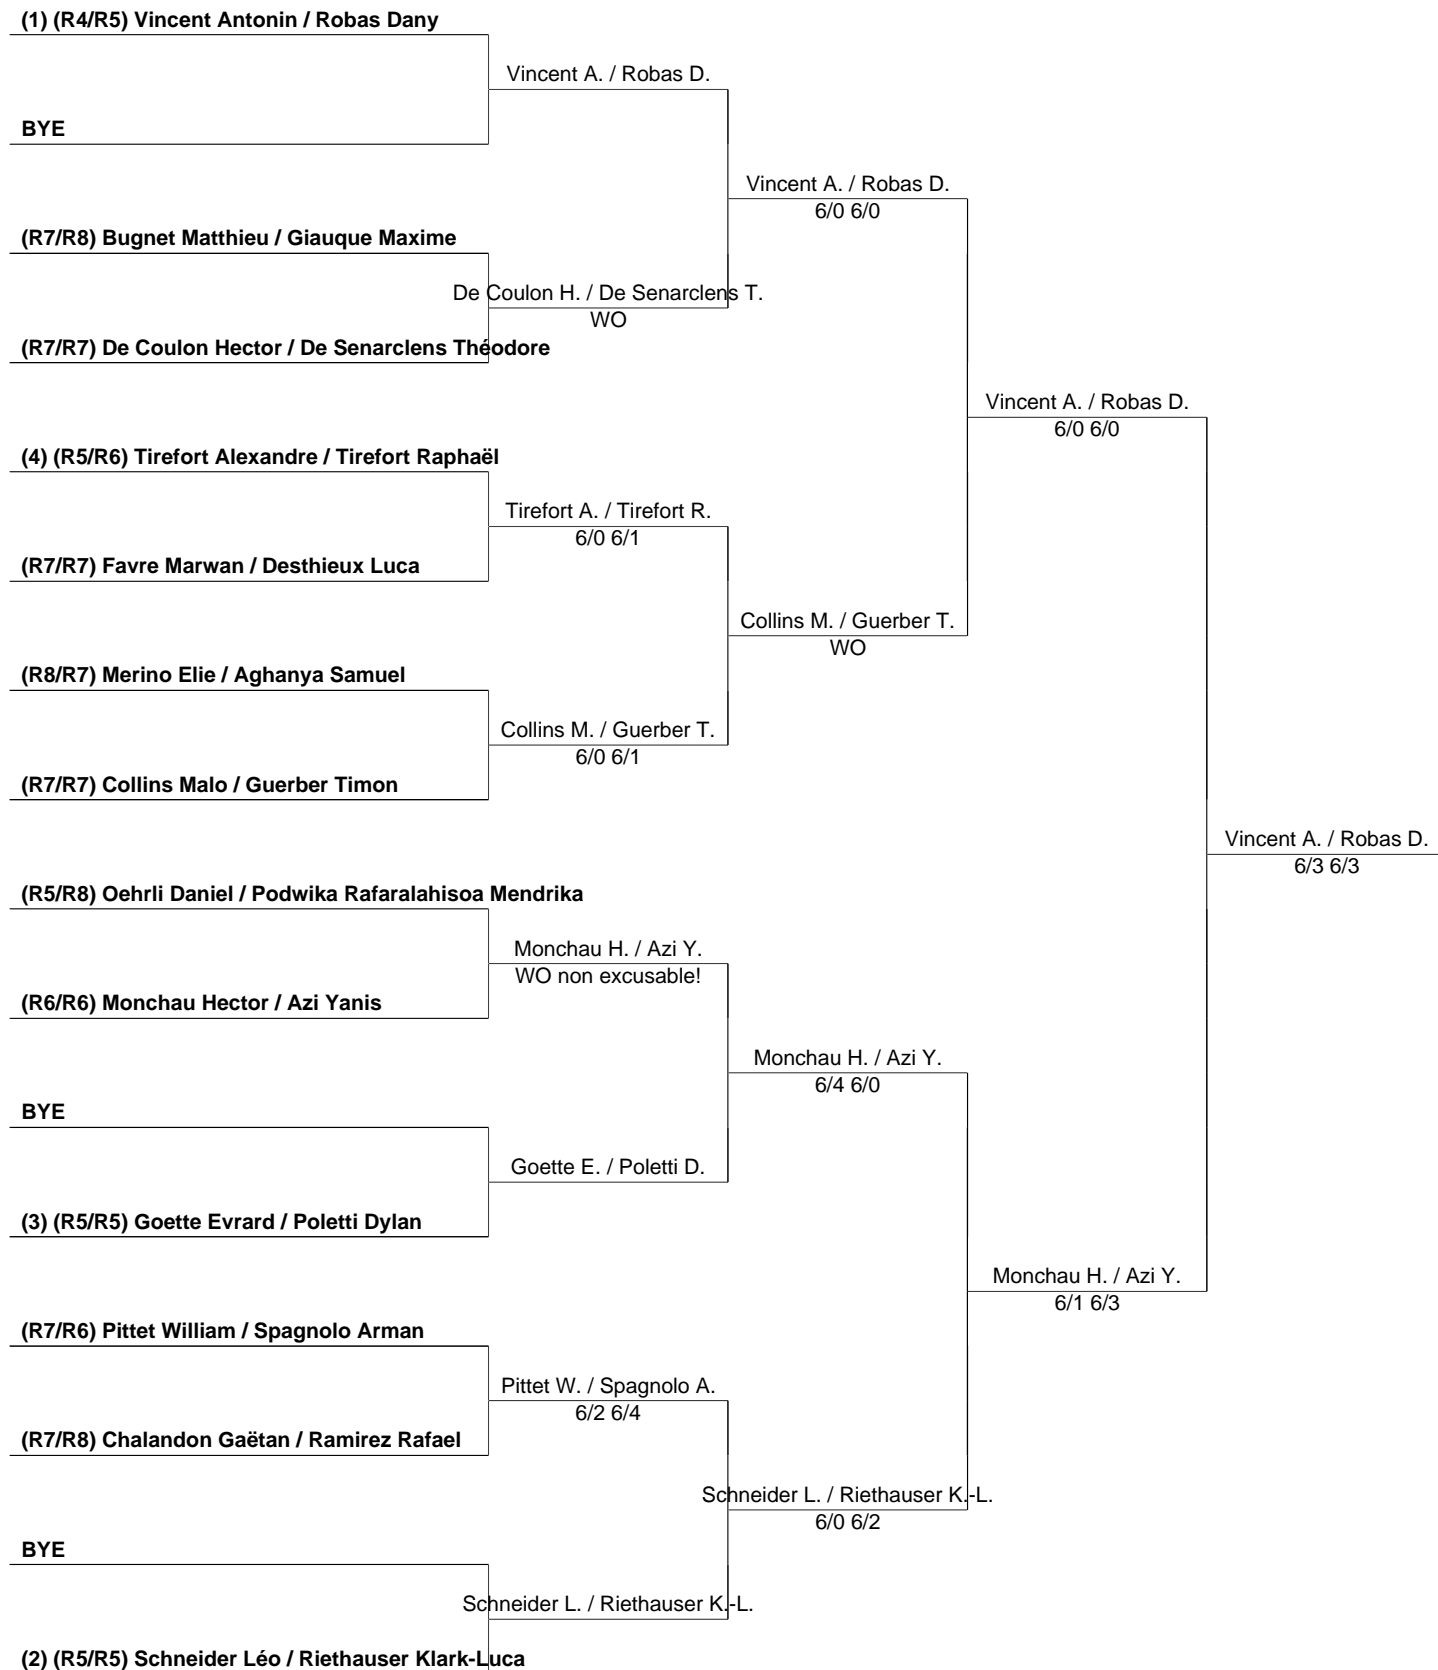 (1) (R4/R5) Vincent Antonin / Robas Dany
Vincent A. / Robas D.
BYE
Vincent A. / Robas D.
6/0 6/0
(R7/R8) Bugnet Matthieu / Giauque Maxime
De Coulon H. / De Senarclens T.
WO
(R7/R7) De Coulon Hector / De Senarclens Théodore
Vincent A. / Robas D.
6/0 6/0
(4) (R5/R6) Tirefort Alexandre / Tirefort Raphaël
Tirefort A. / Tirefort R.
6/0 6/1
(R7/R7) Favre Marwan / Desthieux Luca
Collins M. / Guerber T.
WO
(R8/R7) Merino Elie / Aghanya Samuel
Collins M. / Guerber T.
6/0 6/1
(R7/R7) Collins Malo / Guerber Timon
Vincent A. / Robas D.
6/3 6/3
(R5/R8) Oehrli Daniel / Podwika Rafaralahisoa Mendrika
Monchau H. / Azi Y.
WO non excusable!
(R6/R6) Monchau Hector / Azi Yanis
Monchau H. / Azi Y.
6/4 6/0
BYE
Goette E. / Poletti D.
(3) (R5/R5) Goette Evrard / Poletti Dylan
Monchau H. / Azi Y.
6/1 6/3
(R7/R6) Pittet William / Spagnolo Arman
Pittet W. / Spagnolo A.
6/2 6/4
(R7/R8) Chalandon Gaëtan / Ramirez Rafael
Schneider L. / Riethauser K.-L.
6/0 6/2
BYE
Schneider L. / Riethauser K.-L.
(2) (R5/R5) Schneider Léo / Riethauser Klark-Luca